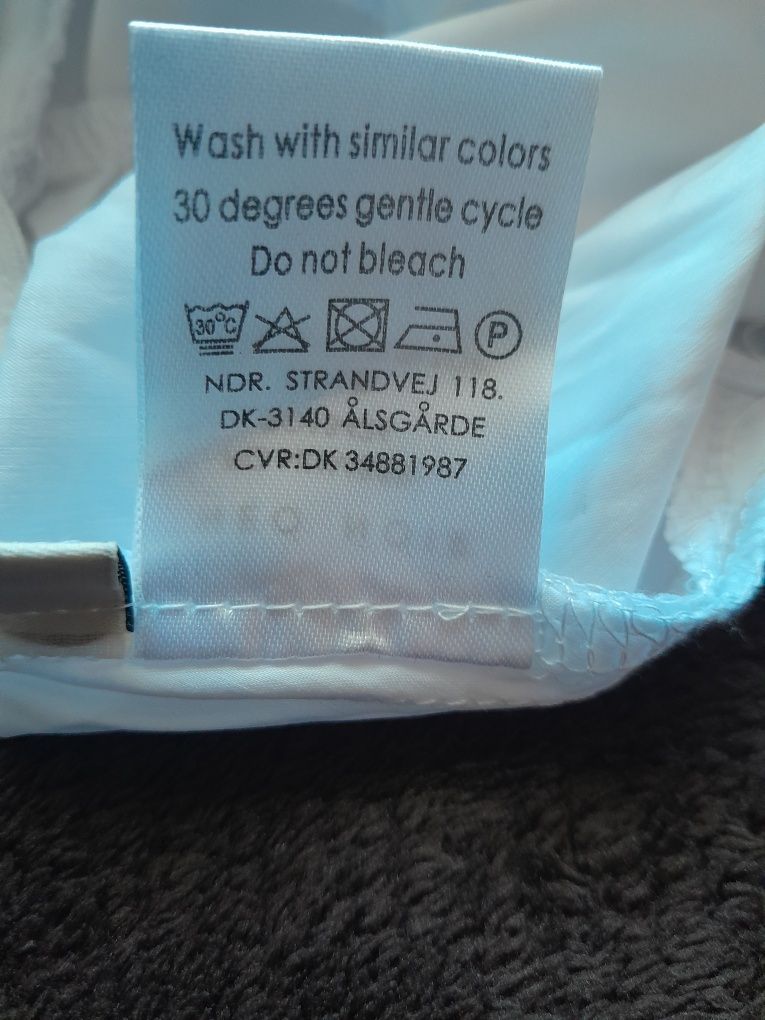 Wash with similar colors
30 degrees gentle cycle
Do not bleach
30°C P
NDR. STRANDVEJ 118.
DK-3140 ÅLSGÅRDE
CVR:DK 34881987